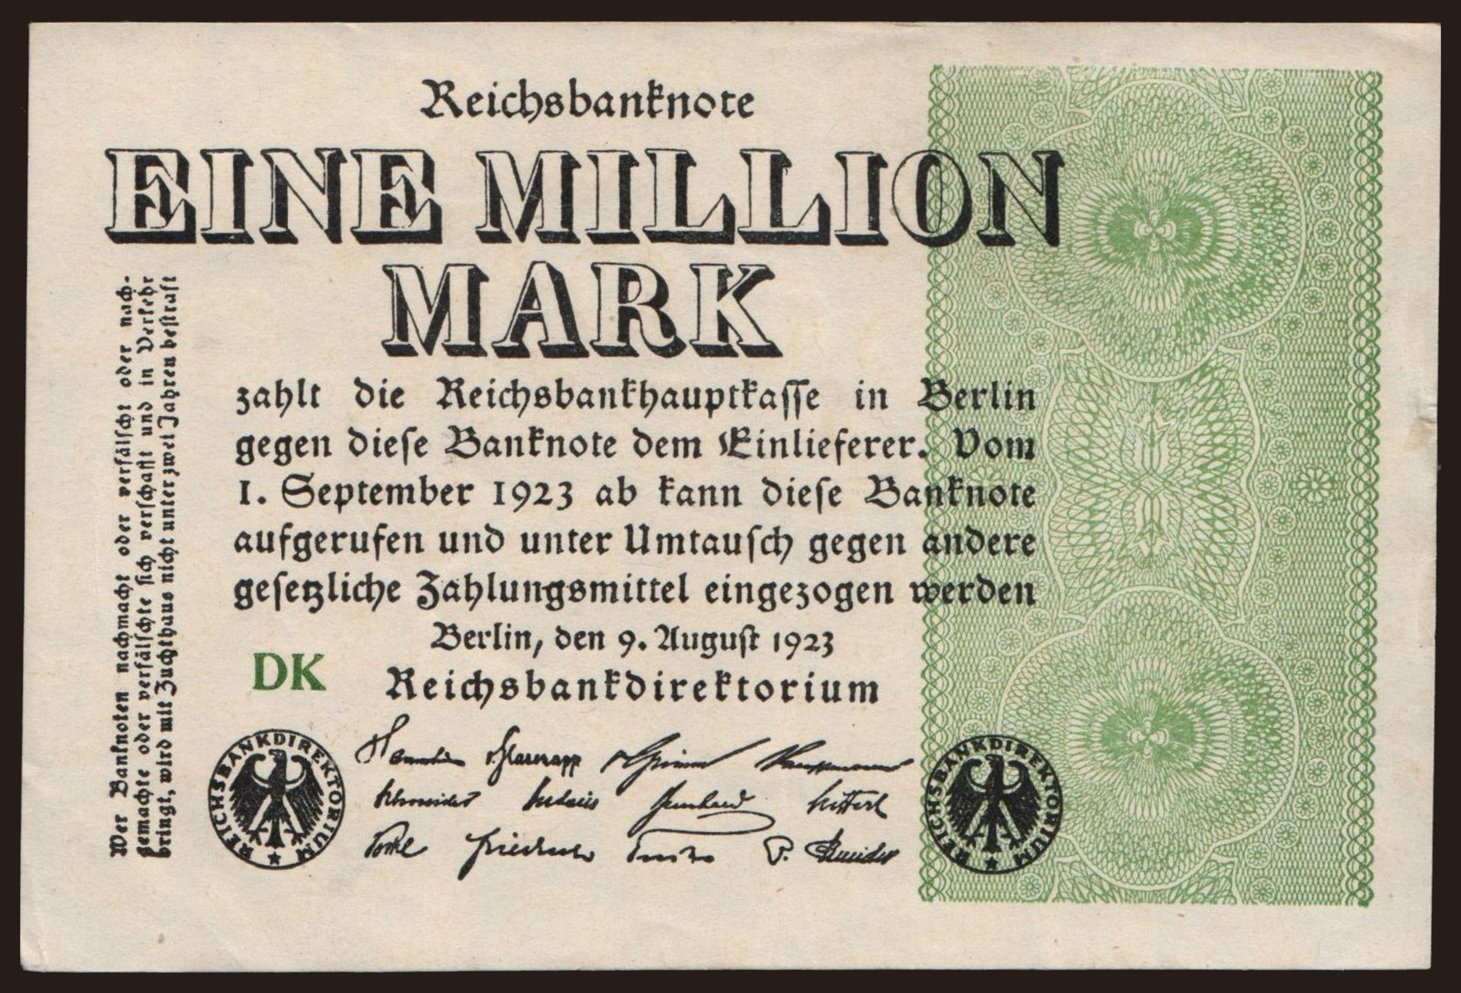 Reichsbanknote
EINE MILLION
MARK
zahlt die Reichsbankhauptkasse in Berlin
gegen diese Banknote dem Einlieferer. Vom
1. September 1923 ab kann diese Banknote
aufgerufen und unter Umtausch gegen andere
gesetzliche Zahlungsmittel eingezogen werden
Berlin, den 9. August 1923
DK
Reichsbankdirektorium
Wer Banknoten nachmacht oder verfälscht oder nach-
gemachte oder verfälschte sich verschafft und in Verkehr
bringt, wird mit Zuchthaus nicht unter zwei Jahren bestraft
REICHSBANKDIREKTORIUM
REICHSBANKDIREKTORIUM
v. Glasenapp
Schneider